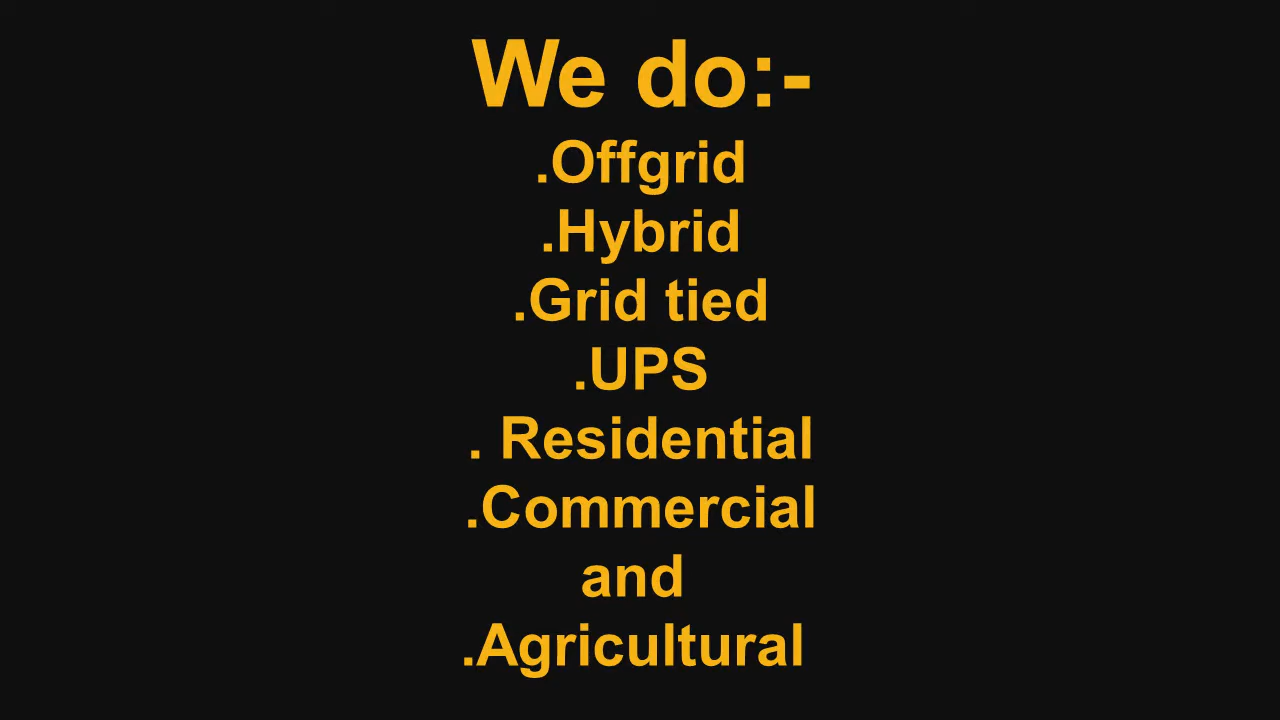 We do:-
.Offgrid
.Hybrid
.Grid tied
.UPS
. Residential
.Commercial
and
.Agricultural